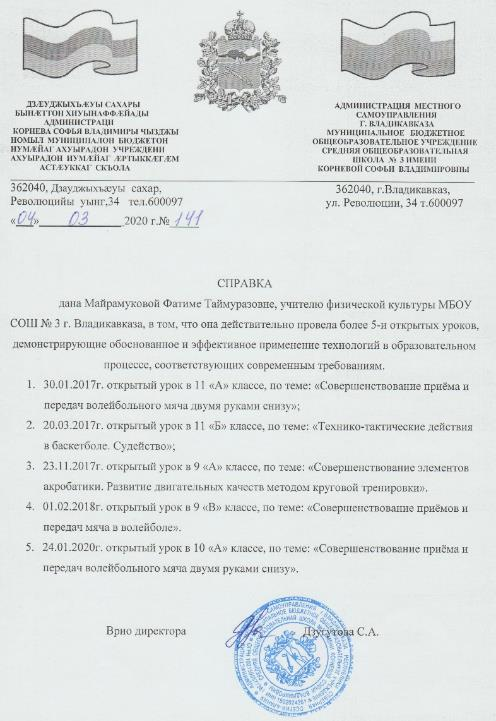 ДЗÆУДЖЫХЪÆУЫ САХАРЫ
БЫНÆТТОН ХИУЫНАФФÆЙАДЫ
АДМИНИСТРАЦИ
КОРНЕВА СОФЬЯ ВЛАДИМИРЫ ЧЫЗДЖЫ
НОМЫЛ МУНИЦИПАЛОН БЮДЖЕТОН
ИУМÆЙАГ АХУЫРАДОН УЧРЕЖДЕНИ
АХУЫРАДОН ИУМÆЙАГ ÆРТЫККÆГÆМ
АСТÆУККАГ СКЪОЛА
362040, Дзауджыхъæуы сахар,
Революцийы уынг,34 тел.600097
«04» 03 2020 г.№ 141
АДМИНИСТРАЦИЯ МЕСТНОГО
САМОУПРАВЛЕНИЯ
Г. ВЛАДИКАВКАЗА
МУНИЦИПАЛЬНОЕ БЮДЖЕТНОЕ
ОБЩЕОБРАЗОВАТЕЛЬНОЕ УЧРЕЖДЕНИЕ
СРЕДНЯЯ ОБЩЕОБРАЗОВАТЕЛЬНАЯ
ШКОЛА № 3 ИМЕНИ
КОРНЕВОЙ СОФЬИ ВЛАДИМИРОВНЫ
362040, г.Владикавказ,
ул. Революции, 34 т.600097
СПРАВКА
дана Майрамуковой Фатиме Таймуразовне, учителю физической культуры МБОУ
СОШ № 3 г. Владикавказа, в том, что она действительно провела более 5-и открытых уроков,
демонстрирующие обоснованное и эффективное применение технологий в образовательном
процессе, соответствующих современным требованиям.
1. 30.01.2017г. открытый урок в 11 «А» классе, по теме: «Совершенствование приёма и
передач волейбольного мяча двумя руками снизу»;
2. 20.03.2017г. открытый урок в 11 «Б» классе, по теме: «Технико-тактические действия
в баскетболе. Судейство»;
3. 23.11.2017г. открытый урок в 9 «А» классе, по теме: «Совершенствование элементов
акробатики. Развитие двигательных качеств методом круговой тренировки».
4. 01.02.2018г. открытый урок в 9 «В» классе, по теме: «Совершенствование приёмов и
передач мяча в волейболе».
5. 24.01.2020г. открытый урок в 10 «А» классе, по теме: «Совершенствование приёма и
передач волейбольного мяча двумя руками снизу».
Врио директора Дзугутова С.А.